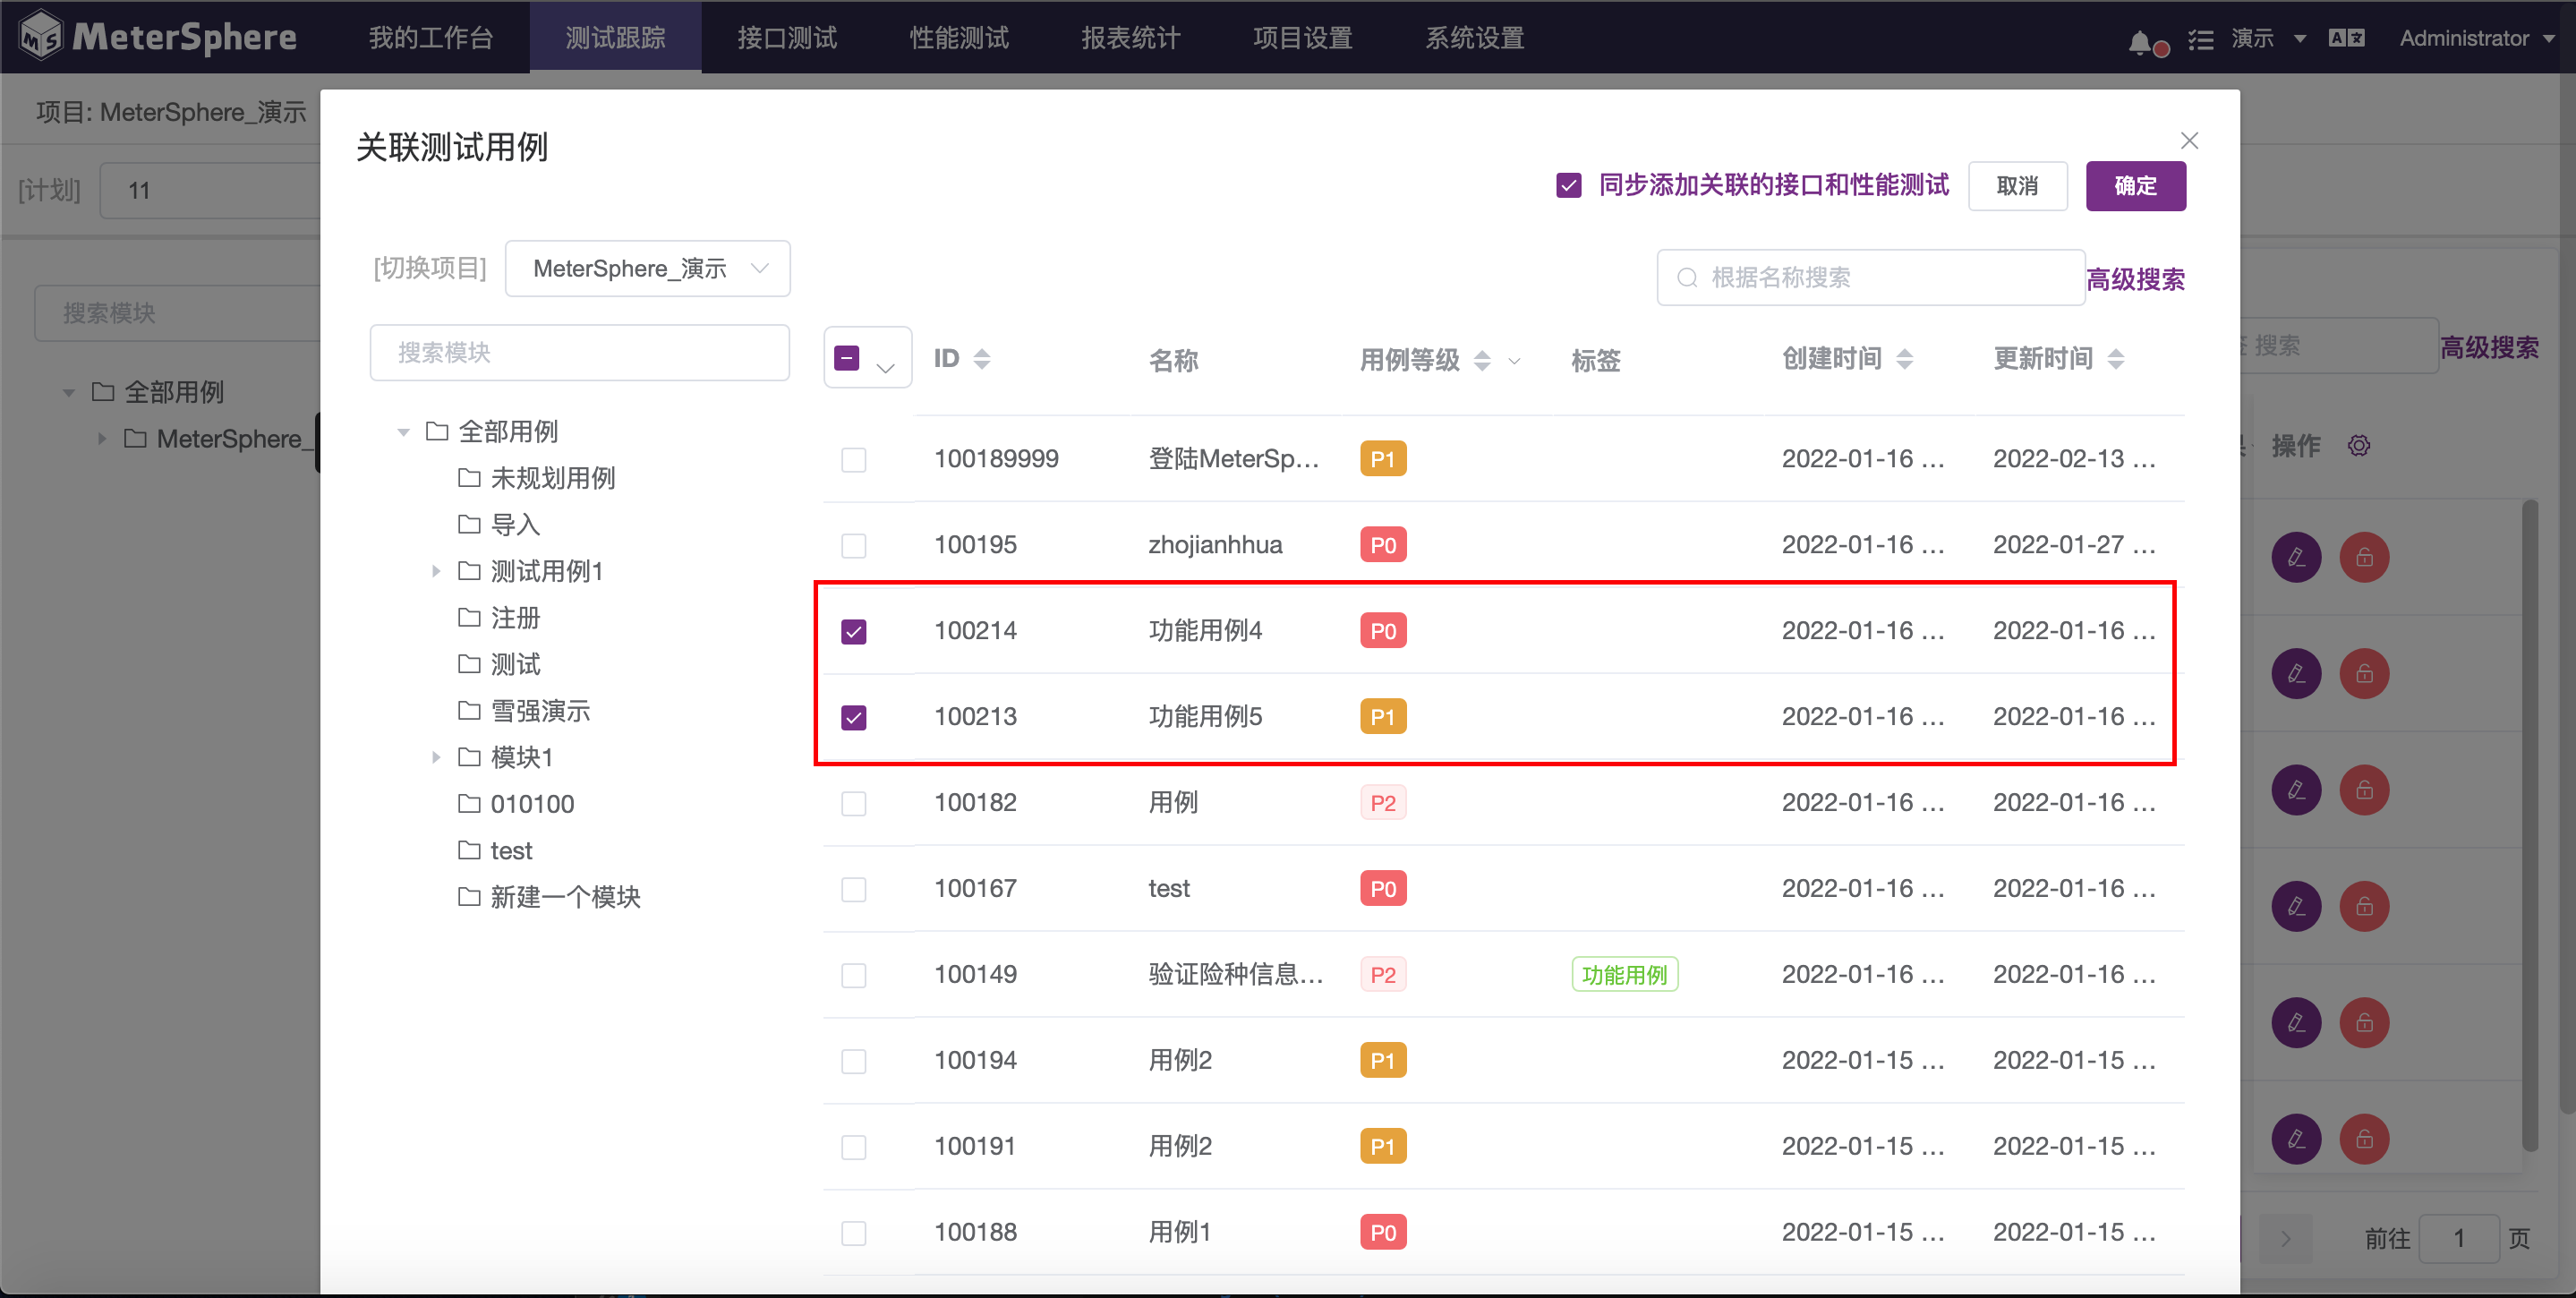 MeterSphere 我的工作台 测试跟踪 接口测试 性能测试 报表统计 项目设置 系统设置 演示 Administrator
项目: MeterSphere_演示
关联测试用例
同步添加关联的接口和性能测试 取消 确定
[计划] 11
[切换项目] MeterSphere_演示
根据名称搜索 高级搜索
搜索模块
搜索模块
搜索 高级搜索
ID 名称 用例等级 标签 创建时间 更新时间
全部用例
MeterSphere_
操作
全部用例
未规划用例
导入
测试用例1
注册
测试
雪强演示
模块1
010100
test
新建一个模块
100189999 登陆MeterSp... P1 2022-01-16 ... 2022-02-13 ...
100195 zhojianhhua P0 2022-01-16 ... 2022-01-27 ...
100214 功能用例4 P0 2022-01-16 ... 2022-01-16 ...
100213 功能用例5 P1 2022-01-16 ... 2022-01-16 ...
100182 用例 P2 2022-01-16 ... 2022-01-16 ...
100167 test P0 2022-01-16 ... 2022-01-16 ...
100149 验证险种信息... P2 功能用例 2022-01-16 ... 2022-01-16 ...
100194 用例2 P1 2022-01-15 ... 2022-01-15 ...
100191 用例2 P1 2022-01-15 ... 2022-01-15 ...
100188 用例1 P0 2022-01-15 ... 2022-01-15 ...
前往 1 页